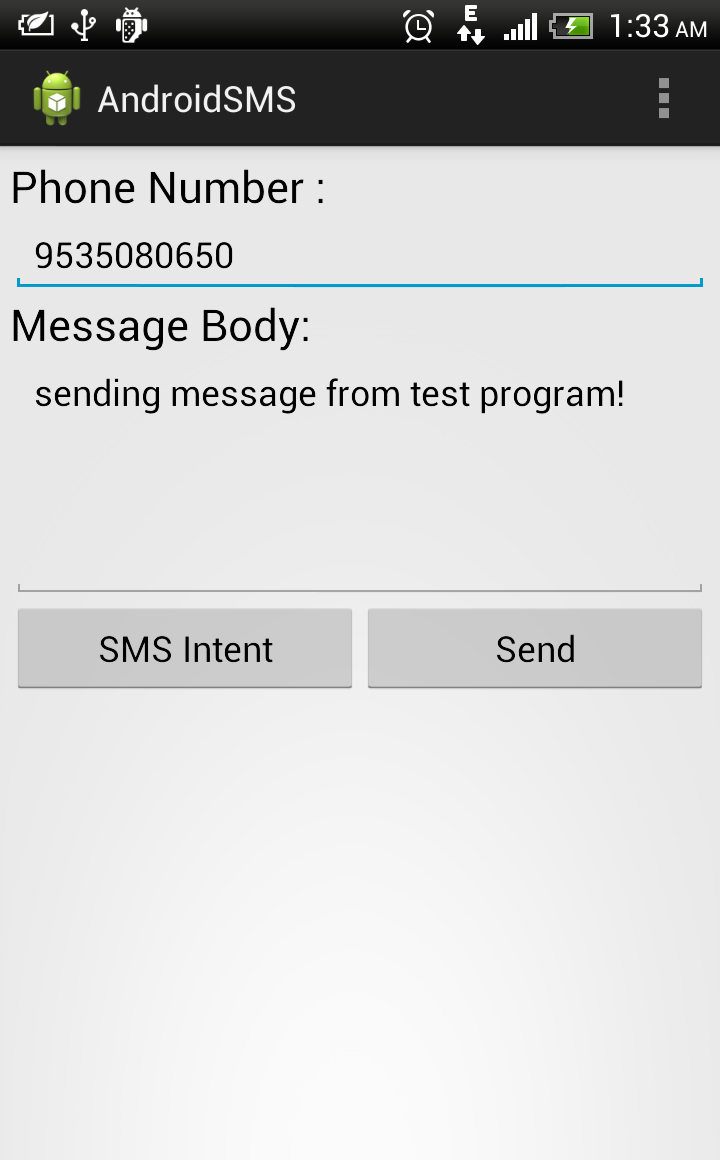 E
1:33 AM
AndroidSMS
Phone Number :
9535080650
Message Body:
sending message from test program!
SMS Intent
Send